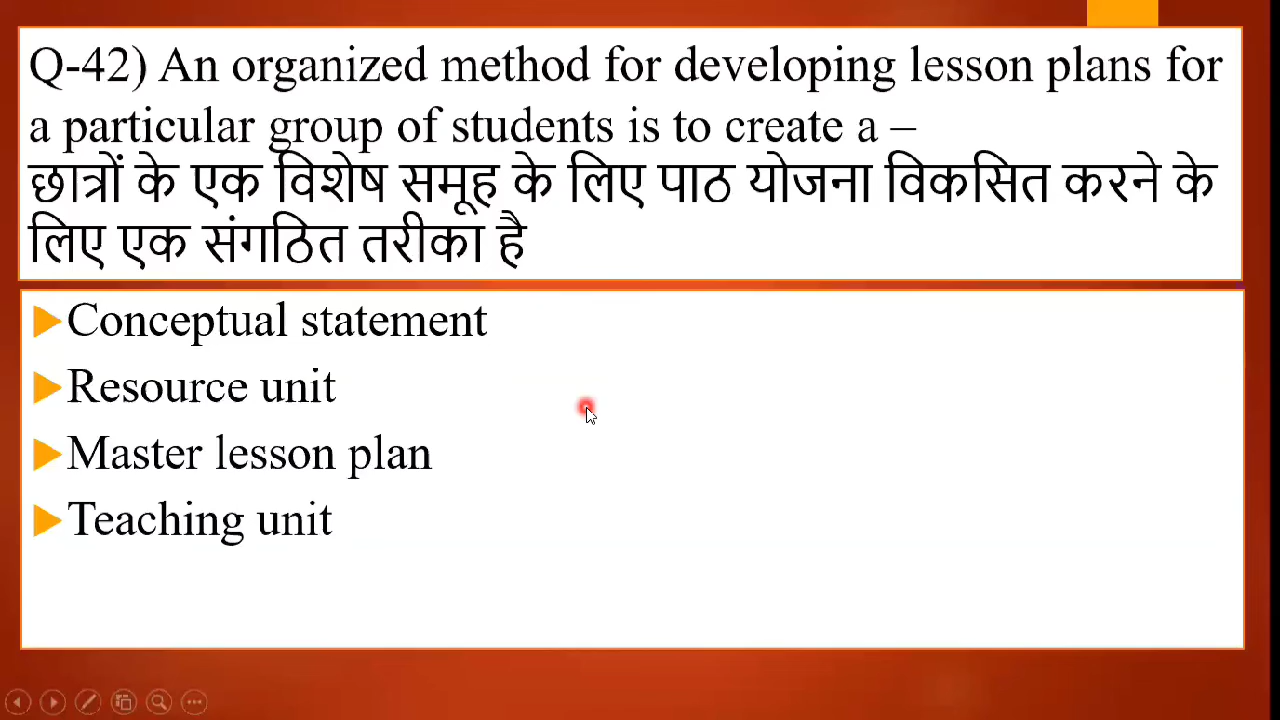 Q-42) An organized method for developing lesson plans for
a particular group of students is to create a –
छात्रों के एक विशेष समूह के लिए पाठ योजना विकसित करने के
लिए एक संगठित तरीका है
Conceptual statement
Resource unit
Master lesson plan
Teaching unit